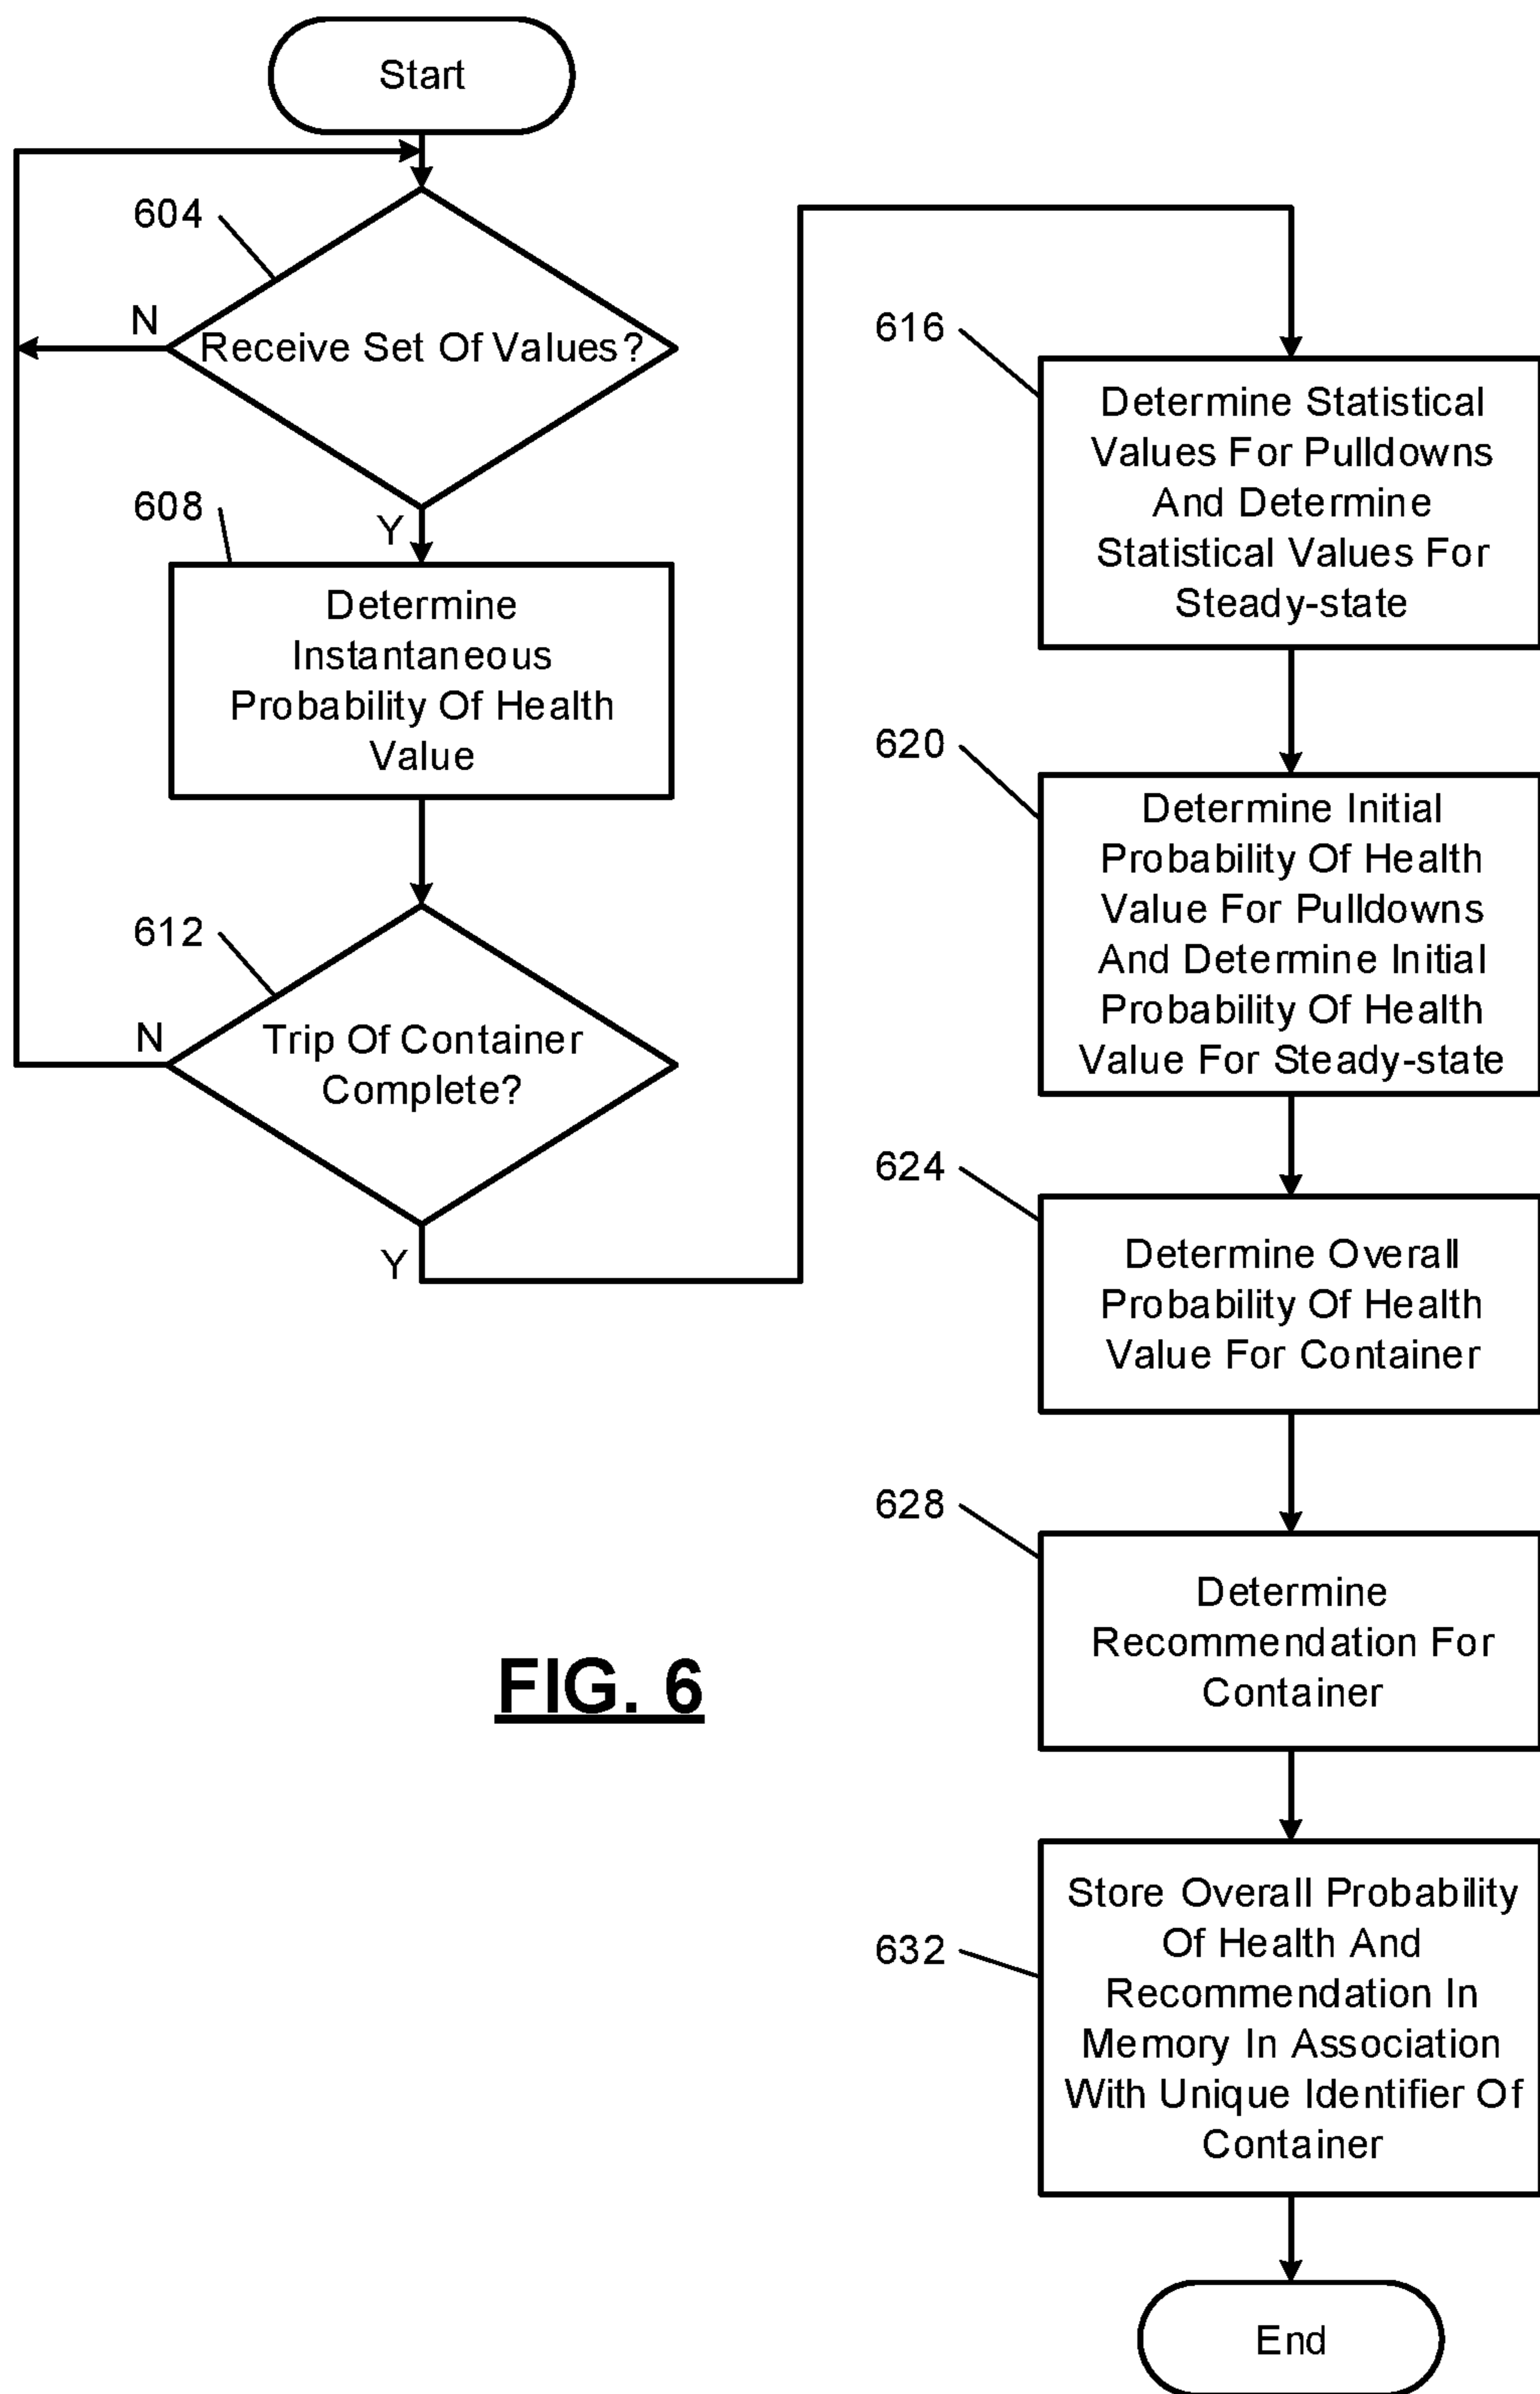 Start
604
N
Receive Set Of Values?
Y
608
Determine
Instantaneous
Probability Of Health
Value
612
N
Trip Of Container
Complete?
Y
616
Determine Statistical
Values For Pulldowns
And Determine
Statistical Values For
Steady-state
620
Determine Initial
Probability Of Health
Value For Pulldowns
And Determine Initial
Probability Of Health
Value For Steady-state
624
Determine Overall
Probability Of Health
Value For Container
628
Determine
Recommendation For
Container
632
Store Overall Probability
Of Health And
Recommendation In
Memory In Association
With Unique Identifier Of
Container
End
FIG. 6